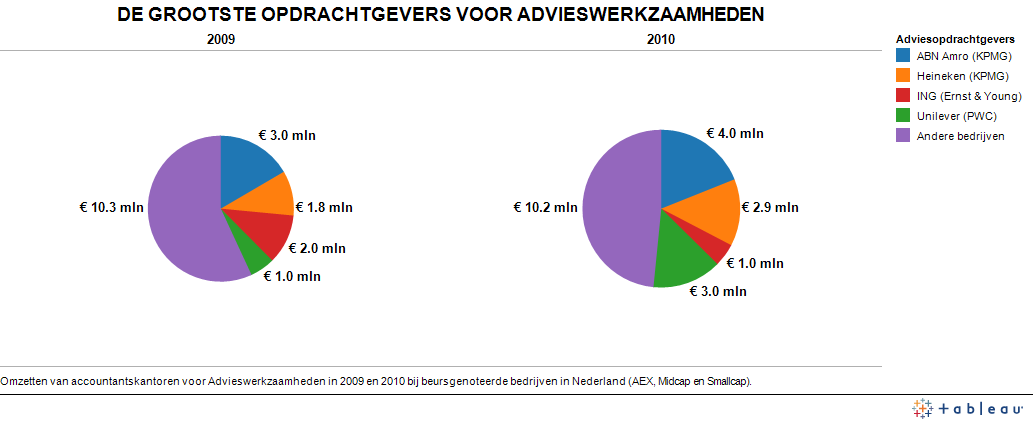 DE GROOTSTE OPDRACHTGEVERS VOOR ADVIESWERKZAAMHEDEN
2009
2010
Adviesopdrachtgevers
ABN Amro (KPMG)
Heineken (KPMG)
ING (Ernst & Young)
Unilever (PWC)
Andere bedrijven
€ 3.0 mln
€ 1.8 mln
€ 2.0 mln
€ 1.0 mln
€ 10.3 mln
€ 4.0 mln
€ 2.9 mln
€ 1.0 mln
€ 3.0 mln
€ 10.2 mln
Omzetten van accountantskantoren voor Advieswerkzaamheden in 2009 en 2010 bij beursgenoteerde bedrijven in Nederland (AEX, Midcap en Smallcap).
+ableau